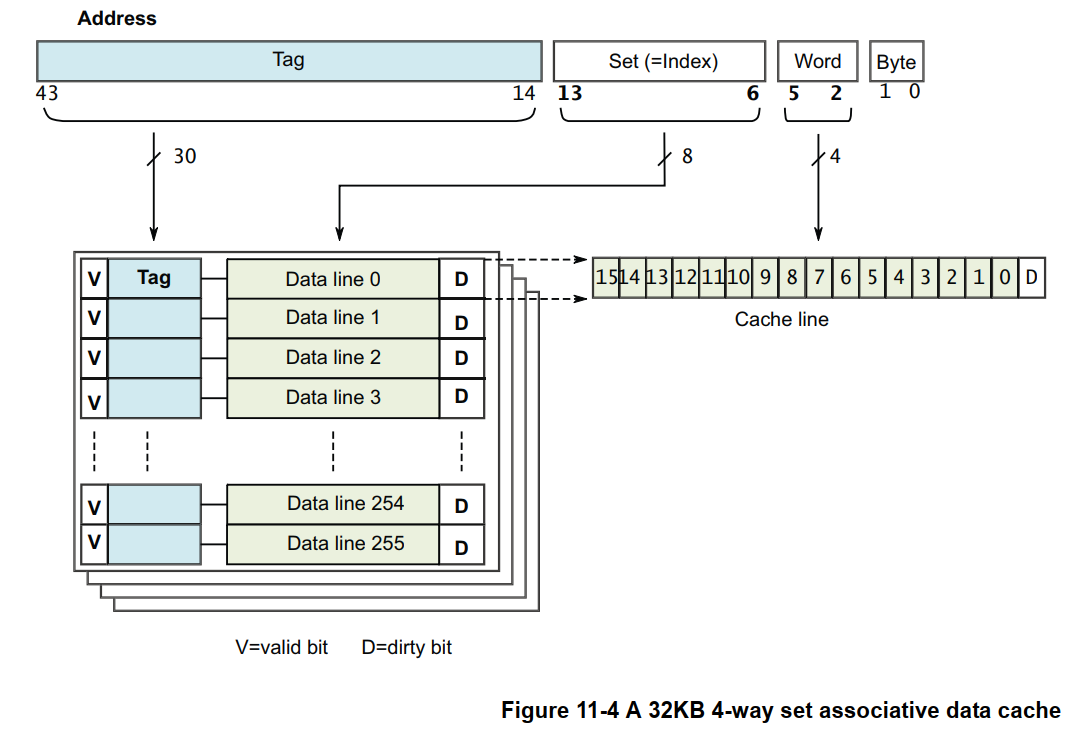 Address
Tag Set (=Index) Word Byte
43 14 13 6 5 2 1 0
30 8 4
V Tag Data line 0 D 15 14 13 12 11 10 9 8 7 6 5 4 3 2 1 0 D
V Data line 1 D Cache line
V Data line 2 D
V Data line 3 D
V Data line 254 D
V Data line 255 D
V=valid bit D=dirty bit
Figure 11-4 A 32KB 4-way set associative data cache